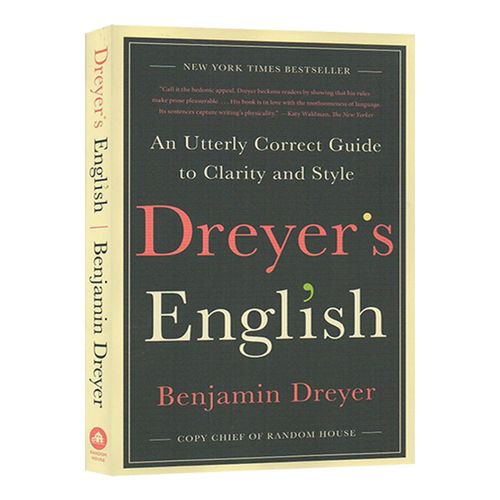 Dreyer's English | Benjamin Dreyer
RANDOM
HOUSE
NEW YORK TIMES BESTSELLER
"Call it the hedonic appeal. Dreyer beckons readers by showing that his rules
make prose pleasurable. . . . His book is in love with the toothsomeness of language.
Its sentences capture writing's physicality." — Katy Waldman, The New Yorker
An Utterly Correct Guide
to Clarity and Style
Dreyer's
English
Benjamin Dreyer
COPY CHIEF OF RANDOM HOUSE